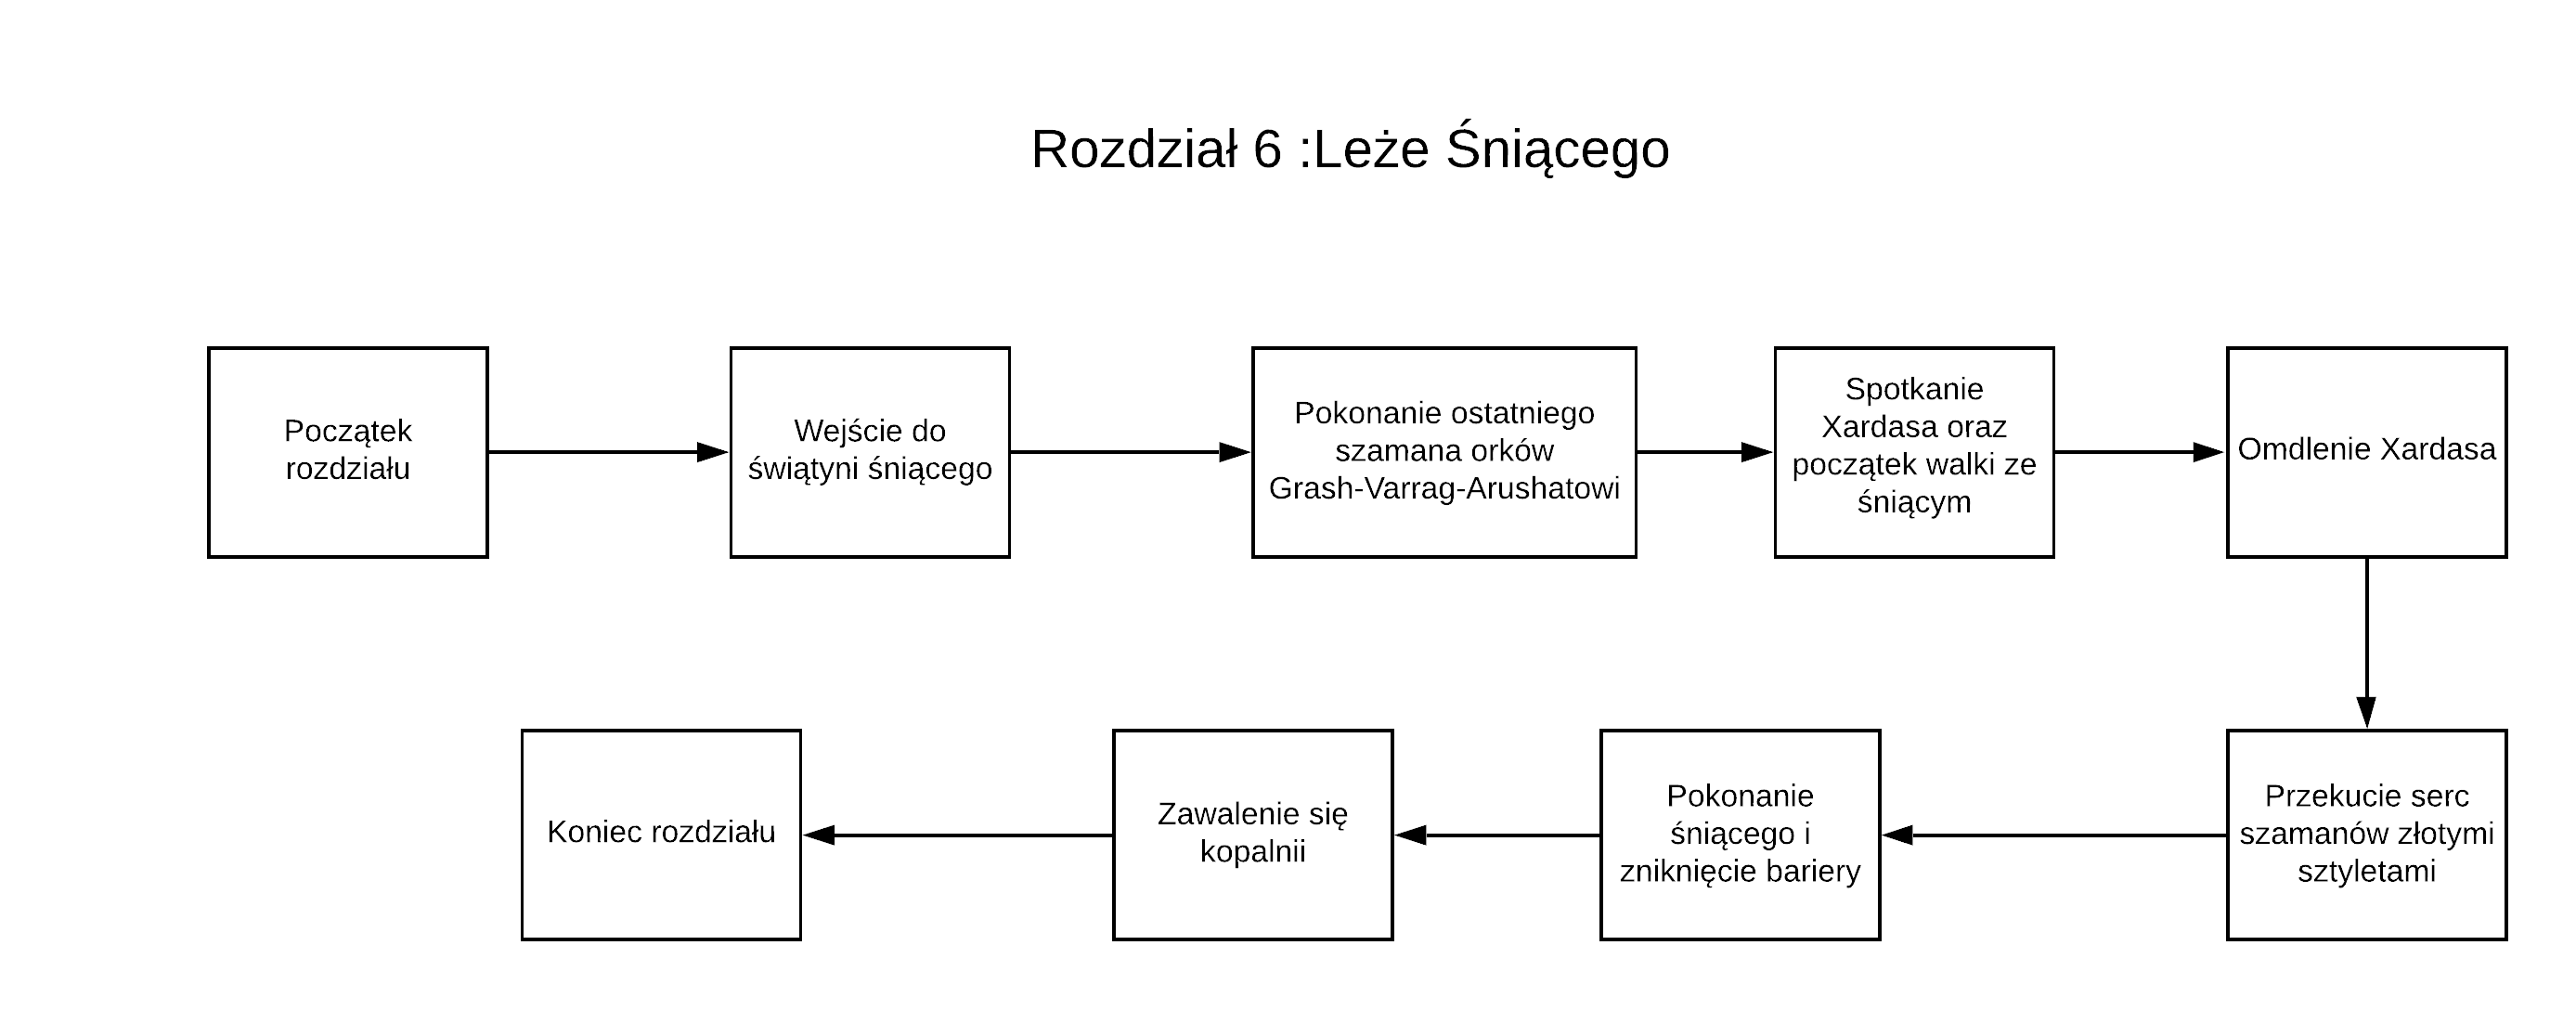 Rozdział 6 :Leże Śniącego
Początek
rozdziału
Wejście do
świątyni śniącego
Pokonanie ostatniego
szamana orków
Grash-Varrag-Arushatowi
Spotkanie
Xardasa oraz
początek walki ze
śniącym
Omdlenie Xardasa
Przekucie serc
szamanów złotymi
sztyletami
Pokonanie
śniącego i
zniknięcie bariery
Zawalenie się
kopalnii
Koniec rozdziału